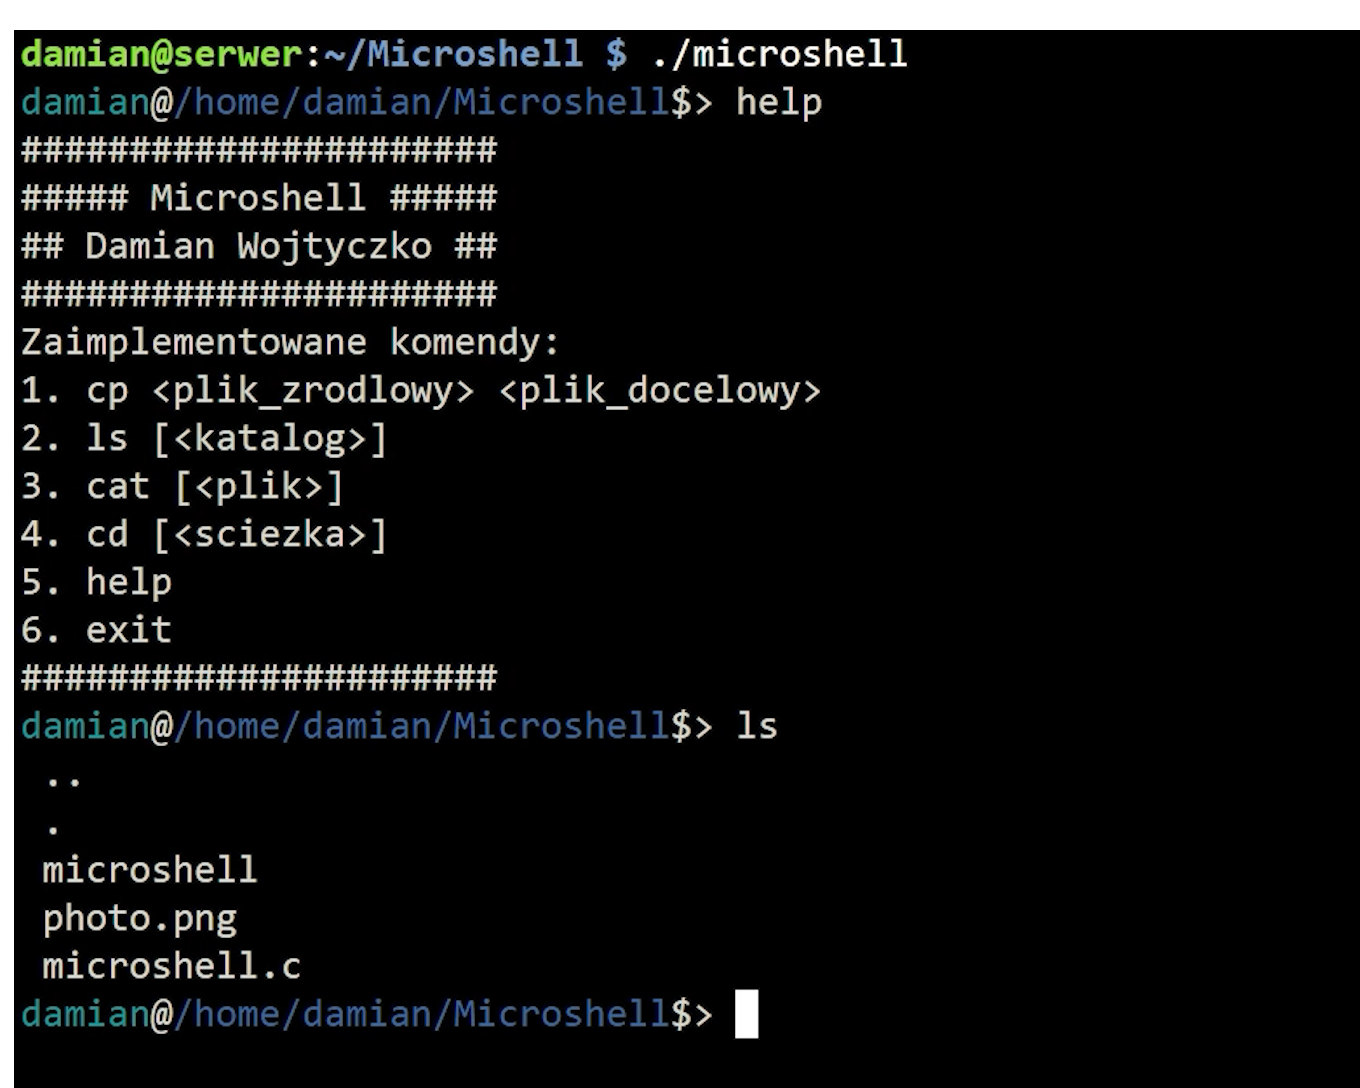 damian@serwer:~/Microshell $ ./microshell
damian@/home/damian/Microshell$> help
######################
##### Microshell #####
## Damian Wojtyczko ##
######################
Zaimplementowane komendy:
1. cp <plik_zrodlowy> <plik_docelowy>
2. ls [<katalog>]
3. cat [<plik>]
4. cd [<sciezka>]
5. help
6. exit
######################
damian@/home/damian/Microshell$> ls
..
.
microshell
photo.png
microshell.c
damian@/home/damian/Microshell$>